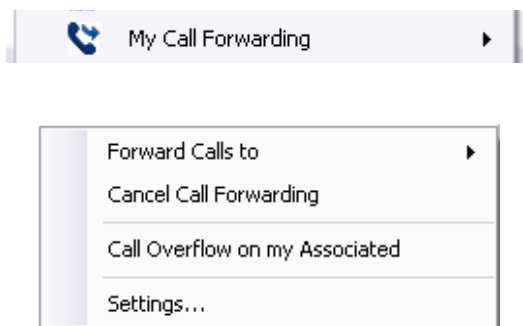 My Call Forwarding
Forward Calls to
Cancel Call Forwarding
Call Overflow on my Associated
Settings...